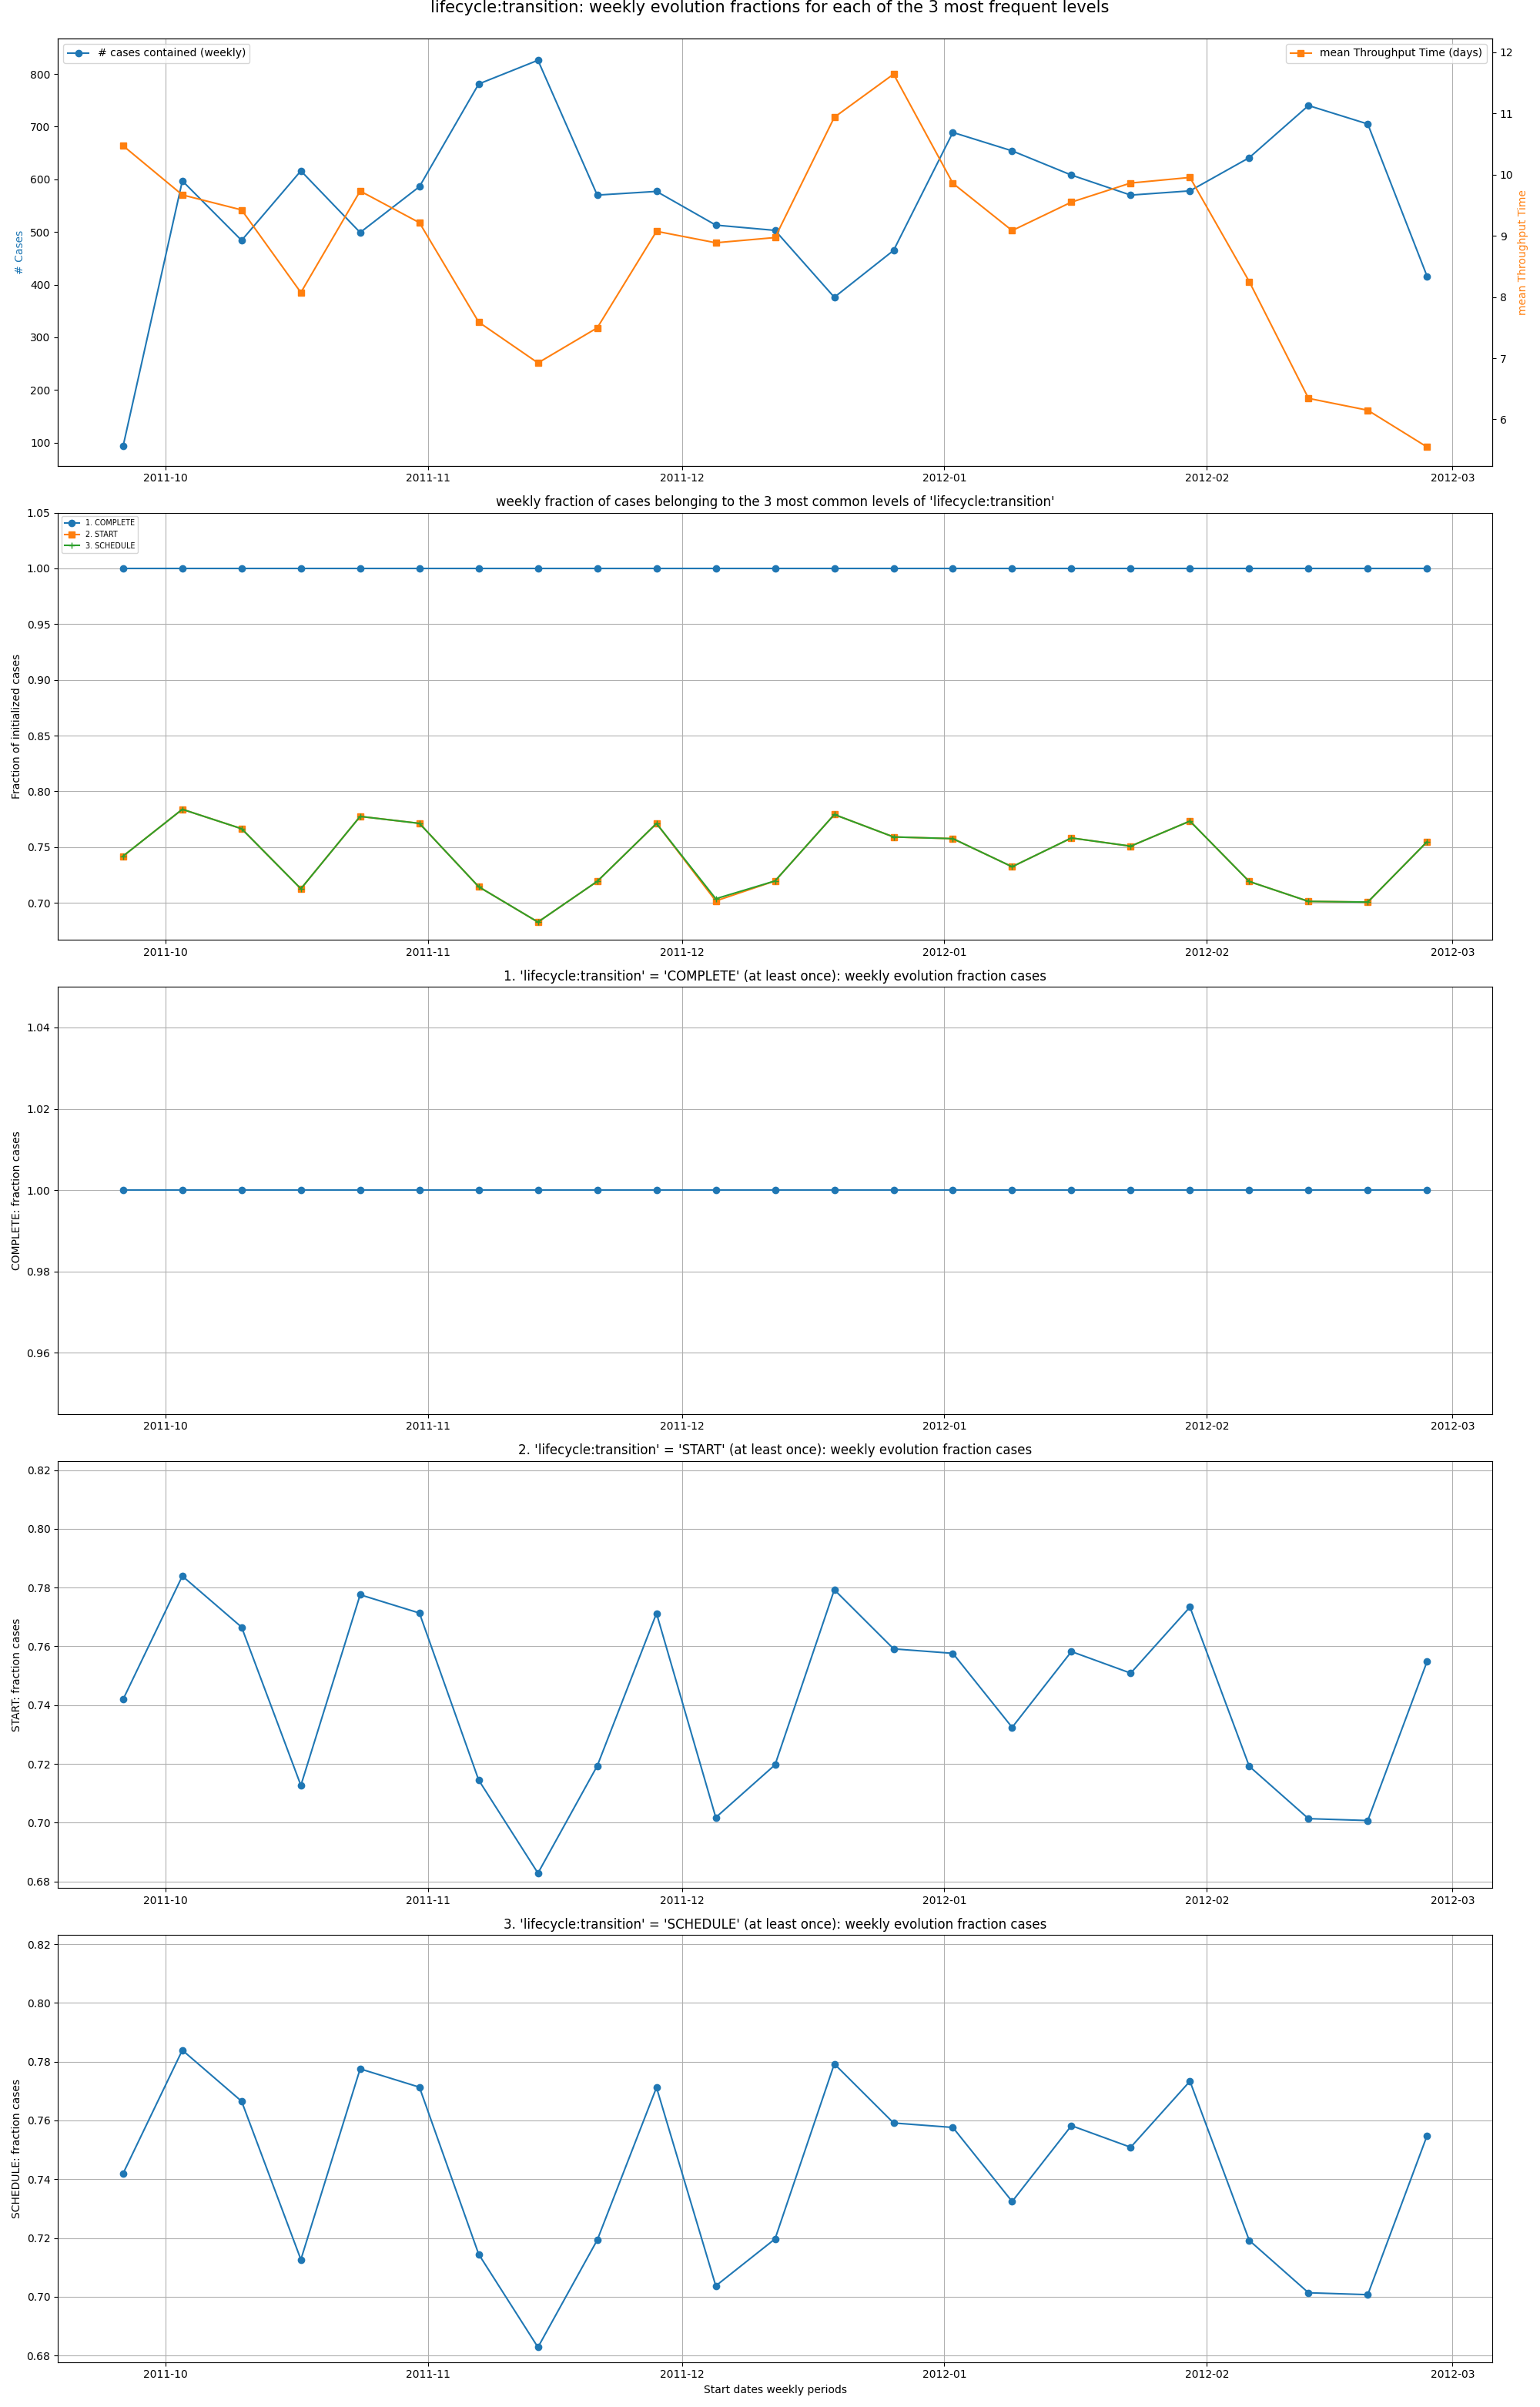 lifecycle:transition: weekly evolution fractions for each of the 3 most frequent levels
# cases contained (weekly)
mean Throughput Time (days)
# Cases
800
700
600
500
400
300
200
100
12
11
10
9
8
7
6
mean Throughput Time
2011-10 2011-11 2011-12 2012-01 2012-02 2012-03
weekly fraction of cases belonging to the 3 most common levels of 'lifecycle:transition'
1. COMPLETE
2. START
3. SCHEDULE
Fraction of initialized cases
1.05
1.00
0.95
0.90
0.85
0.80
0.75
0.70
2011-10 2011-11 2011-12 2012-01 2012-02 2012-03
1. 'lifecycle:transition' = 'COMPLETE' (at least once): weekly evolution fraction cases
COMPLETE: fraction cases
1.04
1.02
1.00
0.98
0.96
2011-10 2011-11 2011-12 2012-01 2012-02 2012-03
2. 'lifecycle:transition' = 'START' (at least once): weekly evolution fraction cases
START: fraction cases
0.82
0.80
0.78
0.76
0.74
0.72
0.70
0.68
2011-10 2011-11 2011-12 2012-01 2012-02 2012-03
3. 'lifecycle:transition' = 'SCHEDULE' (at least once): weekly evolution fraction cases
SCHEDULE: fraction cases
0.82
0.80
0.78
0.76
0.74
0.72
0.70
0.68
2011-10 2011-11 2011-12 2012-01 2012-02 2012-03
Start dates weekly periods